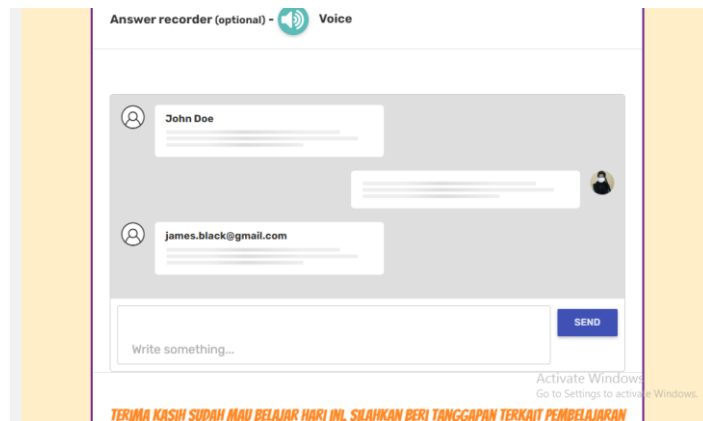 Answer recorder (optional) - Voice
John Doe
james.black@gmail.com
SEND
Write something...
Activate Windows
Go to Settings to activate Windows.
TERIMA KASIH SUDAH MAU BELAJAR HARI INI. SILAHKAN BERI TANGGAPAN TERKAIT PEMBELAJARAN